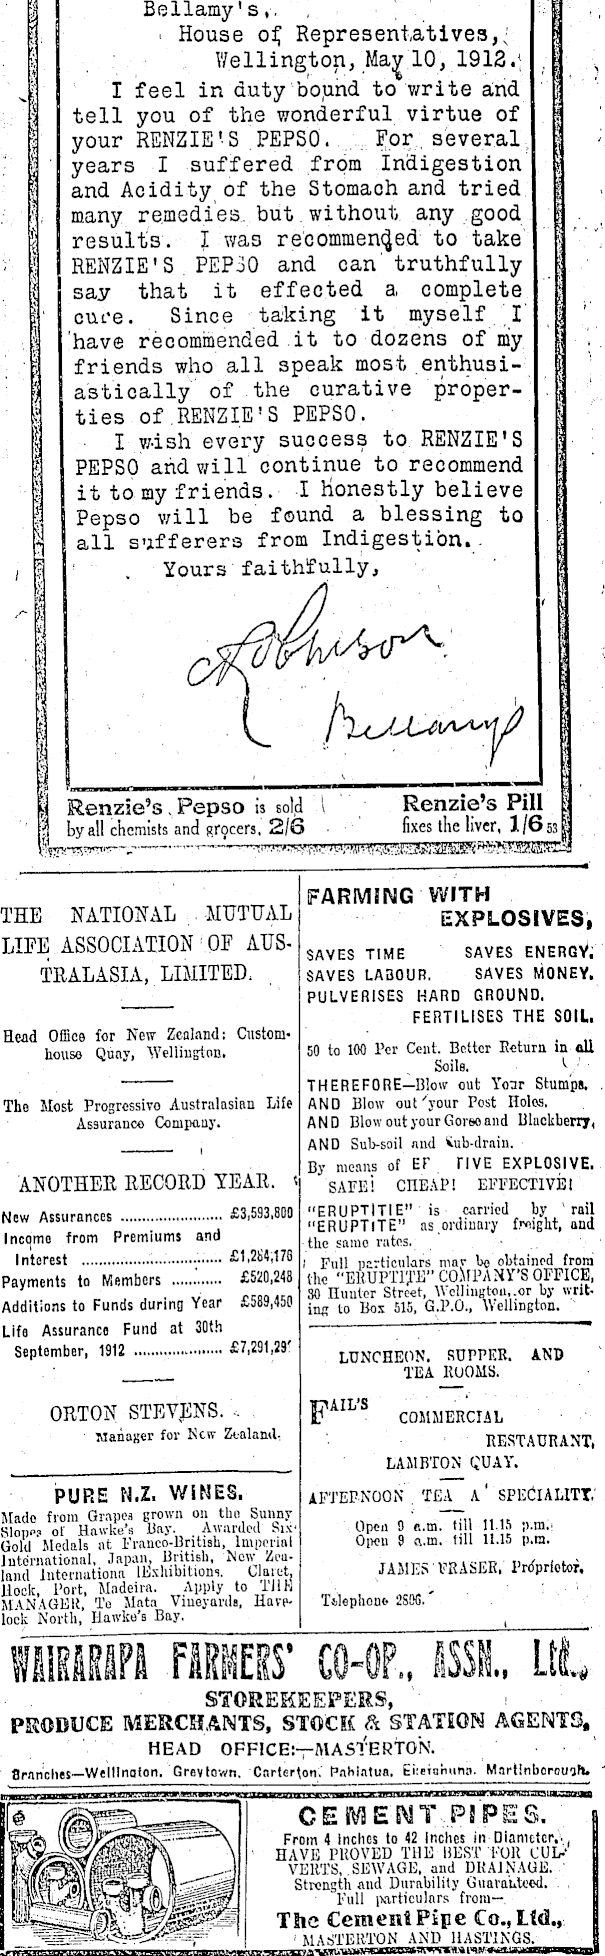 Bellamy's,
House of Representatives,
Wellington, May 10, 1912.
I feel in duty bound to write and
tell you of the wonderful virtue of
your RENZIE'S PEPSO. For several
years I suffered from Indigestion
and Acidity of the Stomach and tried
many remedies but without any good
results. I was recommended to take
RENZIE'S PEPSO and can truthfully
say that it effected a complete
cure. Since taking it myself I
have recommended it to dozens of my
friends who all speak most enthusi-
astically of the curative proper-
ties of RENZIE'S PEPSO.
I wish every success to RENZIE'S
PEPSO and will continue to recommend
it to my friends. I honestly believe
Pepso will be found a blessing to
all sufferers from Indigestion.
Yours faithfully,
Bellamys
Renzie's Pepso is sold
by all chemists and grocers, 2/6
Renzie's Pill
fixes the liver, 1/6 53
THE NATIONAL MUTUAL
LIFE ASSOCIATION OF AUS-
TRALASIA, LIMITED.
Head Office for New Zealand: Custom-
house Quay, Wellington.
The Most Progressive Australasian Life
Assurance Company.
ANOTHER RECORD YEAR.
New Assurances ........................ £3,593,800
Income from Premiums and
Interest ................................ £1,264,176
Payments to Members ............ £520,248
Additions to Funds during Year £589,450
Life Assurance Fund at 30th
September, 1912 ..................... £7,291,29
ORTON STEVENS.
Manager for New Zealand.
PURE N.Z. WINES.
Made from Grapes grown on the Sunny
Slopes of Hawke's Bay. Awarded Six
Gold Medals at Franco-British, Imperial
International, Japan, British, New Zea-
land Internationa lExhibitions. Claret,
Hock, Port, Madeira. Apply to THE
MANAGER, Te Mata Vineyards, Have-
lock North, Hawke's Bay.
FARMING WITH
EXPLOSIVES,
SAVES TIME SAVES ENERGY.
SAVES LABOUR. SAVES MONEY.
PULVERISES HARD GROUND.
FERTILISES THE SOIL.
50 to 100 Per Cent. Better Return in all
Soils.
THEREFORE—Blow out Your Stumps.
AND Blow out your Post Holes.
AND Blow out your Gorse and Blackberry,
AND Sub-soil and Sub-drain.
By means of EF TIVE EXPLOSIVE.
SAFE! CHEAP! EFFECTIVE!
"ERUPTITIE" is carried by rail
"ERUPTITE" as ordinary freight, and
the same rates.
Full particulars may be obtained from
the "ERUPTITE" COMPANY'S OFFICE,
30 Hunter Street, Wellington, or by writ-
ing to Box 515, G.P.O., Wellington.
LUNCHEON, SUPPER, AND
TEA ROOMS.
FAIL'S
COMMERCIAL
RESTAURANT,
LAMBTON QUAY.
AFTERNOON TEA A SPECIALITY.
Open 9 a.m. till 11.15 p.m.
Open 9 a.m. till 11.15 p.m.
JAMES FRASER, Proprietor.
Telephone 2806.
WAIRARAPA FARMERS' CO-OP., ASSN., Ltd.,
STOREKEEPERS,
PRODUCE MERCHANTS, STOCK & STATION AGENTS,
HEAD OFFICE:—MASTERTON.
Branches—Wellington, Greytown, Carterton, Pahiatua, Eketahuna, Martinborough.
CEMENT PIPES.
From 4 Inches to 42 Inches in Diameter,
HAVE PROVED THE BEST FOR CUL-
VERTS, SEWAGE, and DRAINAGE.
Strength and Durability Guaranteed.
Full particulars from—
The Cement Pipe Co., Ltd.,
MASTERTON AND HASTINGS.